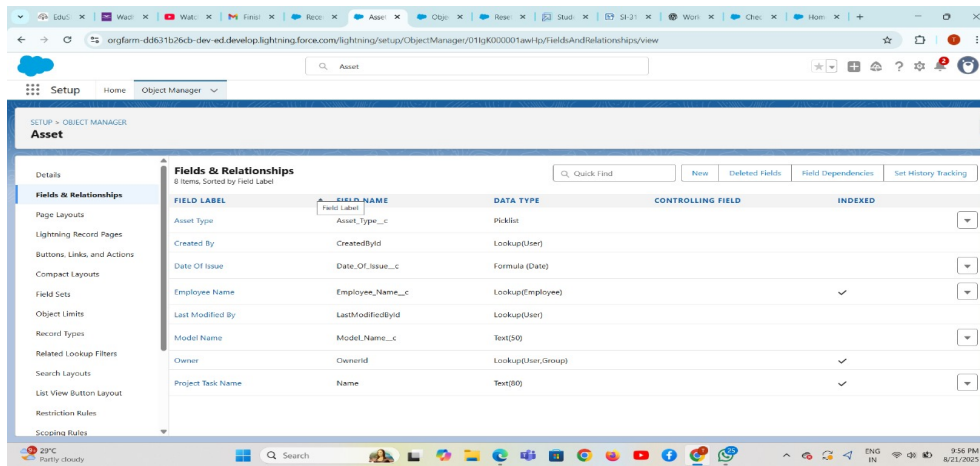 EduS
Wact
Watc
Finisl
Reco
Asset
Obje
Rese
Stud
SI-31
Work
Chec
Hom
orgfarm-dd631b26cb-dev-ed.develop.lightning.force.com/lightning/setup/ObjectManager/01IgK000001awHp/FieldsAndRelationships/view
T
Asset
2
Setup Home Object Manager
SETUP > OBJECT MANAGER
Asset
Details
Fields & Relationships
Page Layouts
Lightning Record Pages
Buttons, Links, and Actions
Compact Layouts
Field Sets
Object Limits
Record Types
Related Lookup Filters
Search Layouts
List View Button Layout
Restriction Rules
Scoping Rules
Fields & Relationships
8 Items, Sorted by Field Label
Quick Find New Deleted Fields Field Dependencies Set History Tracking
FIELD LABEL FIELD NAME DATA TYPE CONTROLLING FIELD INDEXED
Field Label
Asset Type Asset_Type__c Picklist
Created By CreatedById Lookup(User)
Date Of Issue Date_Of_Issue__c Formula (Date)
Employee Name Employee_Name__c Lookup(Employee)
Last Modified By LastModifiedById Lookup(User)
Model Name Model_Name__c Text(50)
Owner OwnerId Lookup(User,Group)
Project Task Name Name Text(80)
29°C
Partly cloudy
Search
25
ENG
IN
9:56 PM
8/21/2025